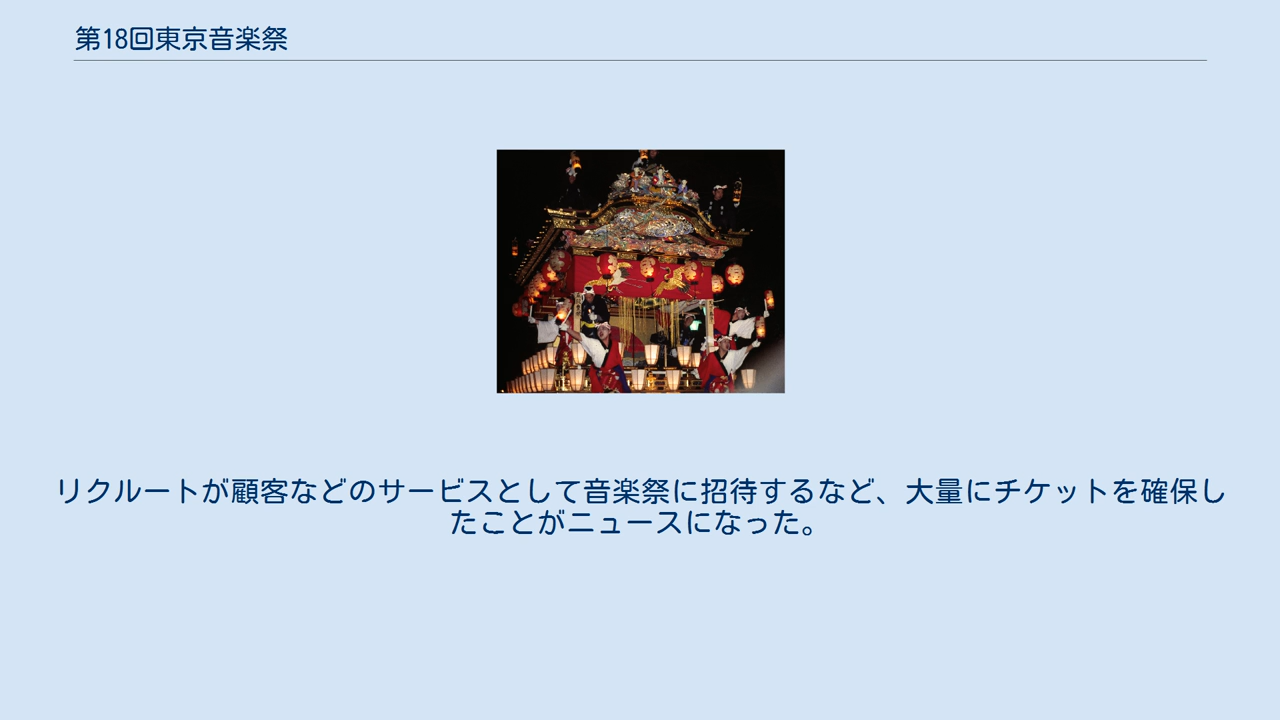 第18回東京音楽祭
リクルートが顧客などのサービスとして音楽祭に招待するなど、大量にチケットを確保し
たことがニュースになった。